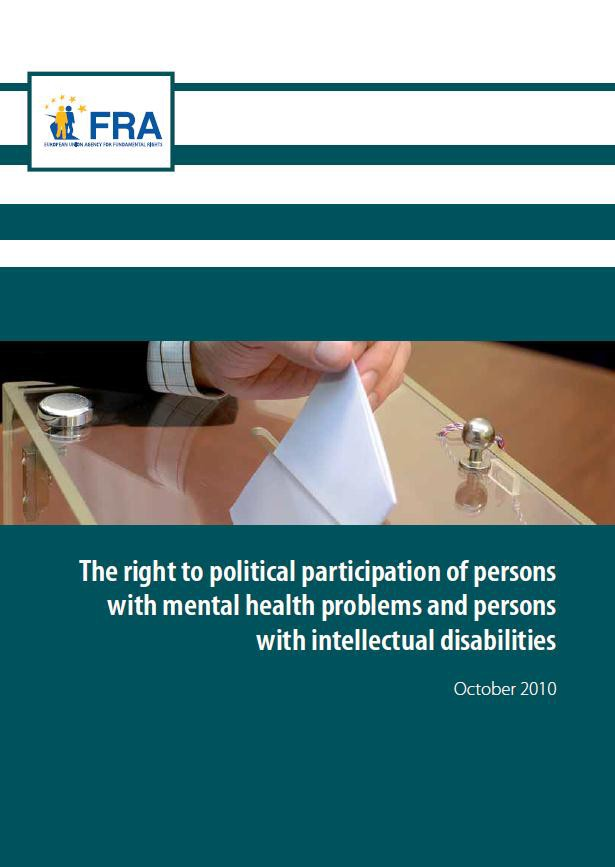 FRA
EUROPEAN UNION AGENCY FOR FUNDAMENTAL RIGHTS
The right to political participation of persons
with mental health problems and persons
with intellectual disabilities
October 2010